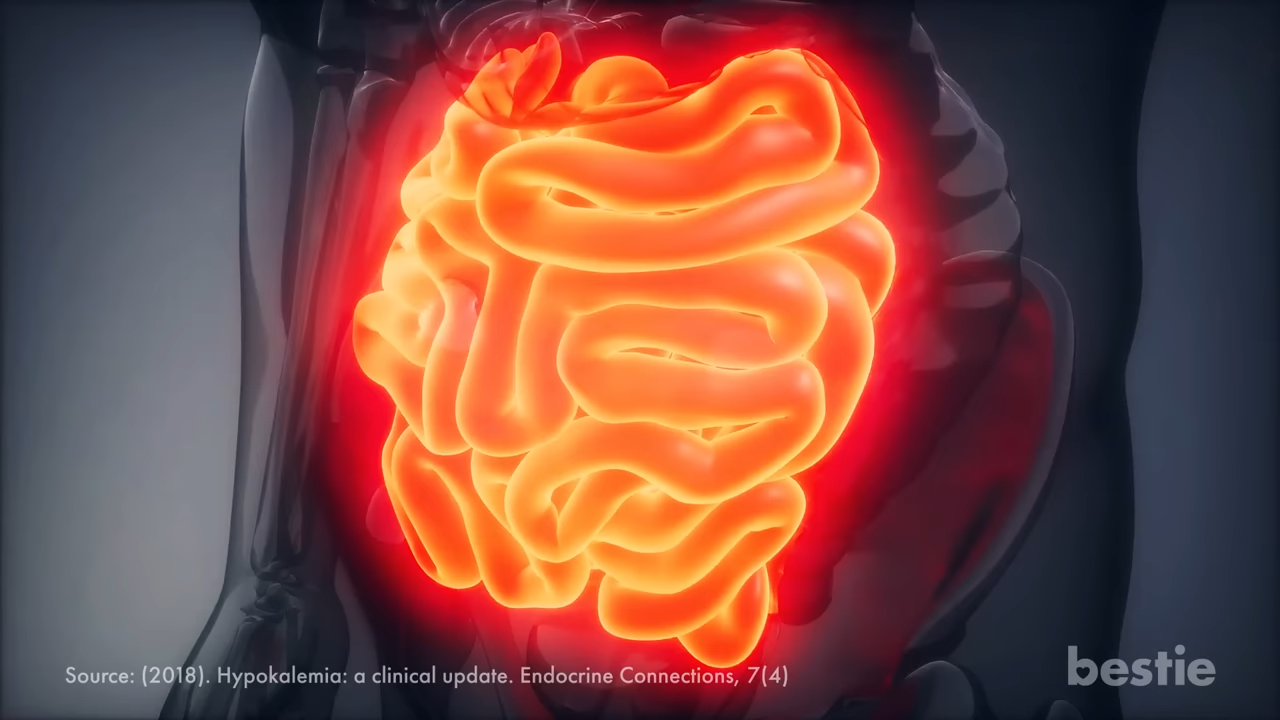 Source: (2018). Hypokalemia: a clinical update. Endocrine Connections, 7(4)
bestie